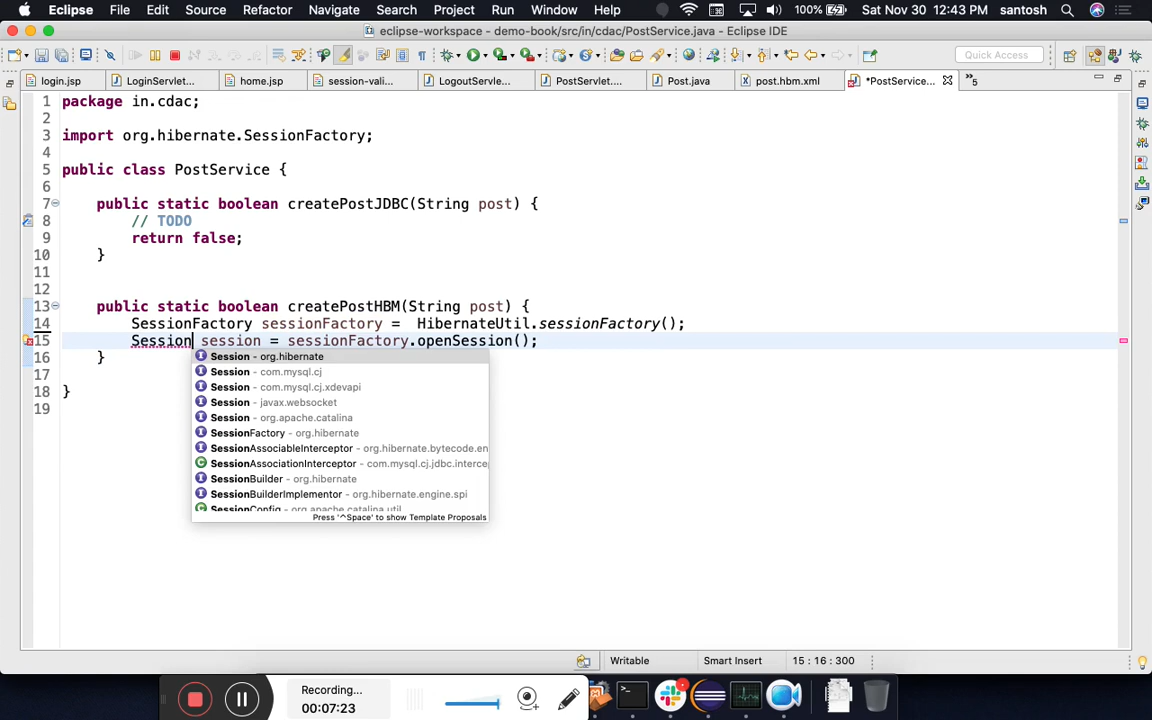 Eclipse File Edit Source Refactor Navigate Search Project Run Window Help 100% Sat Nov 30 12:43 PM santosh
eclipse-workspace - demo-book/src/in/cdac/PostService.java - Eclipse IDE
Quick Access
login.jsp LoginServlet... home.jsp session-vali... LogoutServle... PostServlet.... Post.java post.hbm.xml *PostService... »5
1 package in.cdac;
2
3 import org.hibernate.SessionFactory;
4
5 public class PostService {
6
7 public static boolean createPostJDBC(String post) {
8 // TODO
9 return false;
10 }
11
12
13 public static boolean createPostHBM(String post) {
14 SessionFactory sessionFactory = HibernateUtil.sessionFactory();
15 Session session = sessionFactory.openSession();
16 }
17
18 }
19
Session - org.hibernate
Session - com.mysql.cj
Session - com.mysql.cj.xdevapi
Session - javax.websocket
Session - org.apache.catalina
SessionFactory - org.hibernate
SessionAssociableInterceptor - org.hibernate.bytecode.en
SessionAssociationInterceptor - com.mysql.cj.jdbc.interce
SessionBuilder - org.hibernate
SessionBuilderImplementor - org.hibernate.engine.spi
SessionConfig - org.apache.catalina.util
Press '^Space' to show Template Proposals
Writable Smart Insert 15 : 16 : 300
Recording...
00:07:23